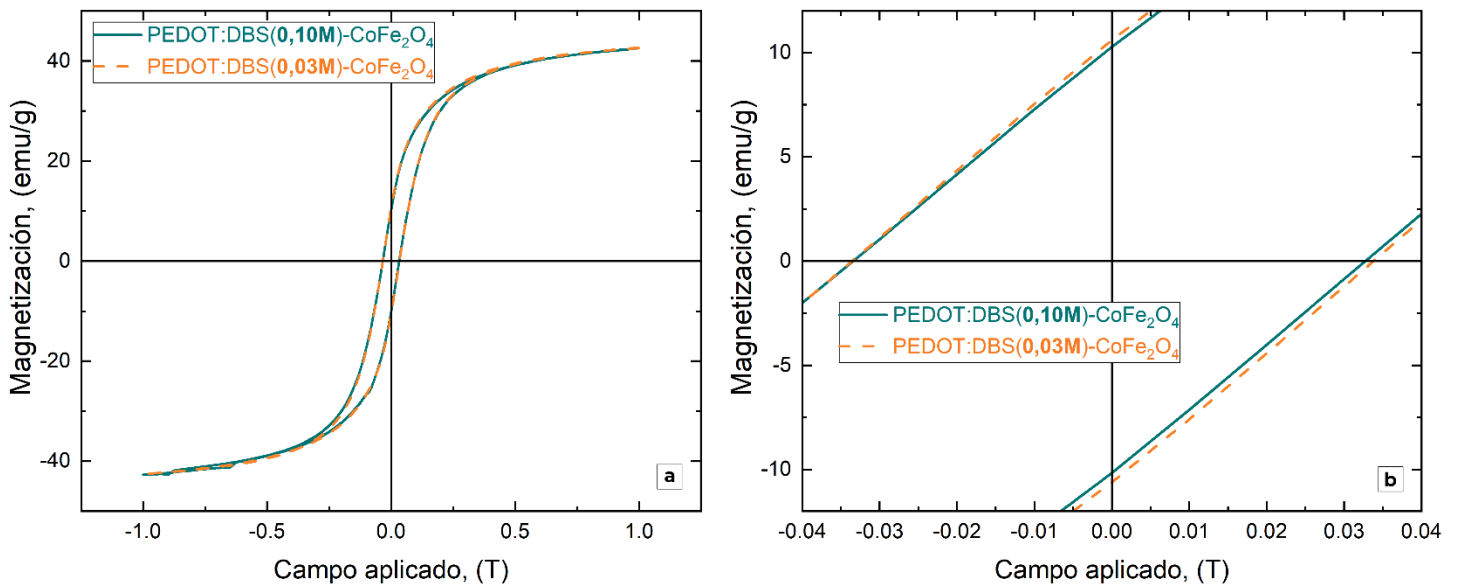 PEDOT:DBS(0,10M)-CoFe₂O₄
PEDOT:DBS(0,03M)-CoFe₂O₄
Magnetización, (emu/g)
40
20
0
-20
-40
-1.0
-0.5
0.0
0.5
1.0
Campo aplicado, (T)
a
Magnetización, (emu/g)
10
5
0
-5
-10
PEDOT:DBS(0,10M)-CoFe₂O₄
PEDOT:DBS(0,03M)-CoFe₂O₄
-0.04
-0.03
-0.02
-0.01
0.00
0.01
0.02
0.03
0.04
Campo aplicado, (T)
b